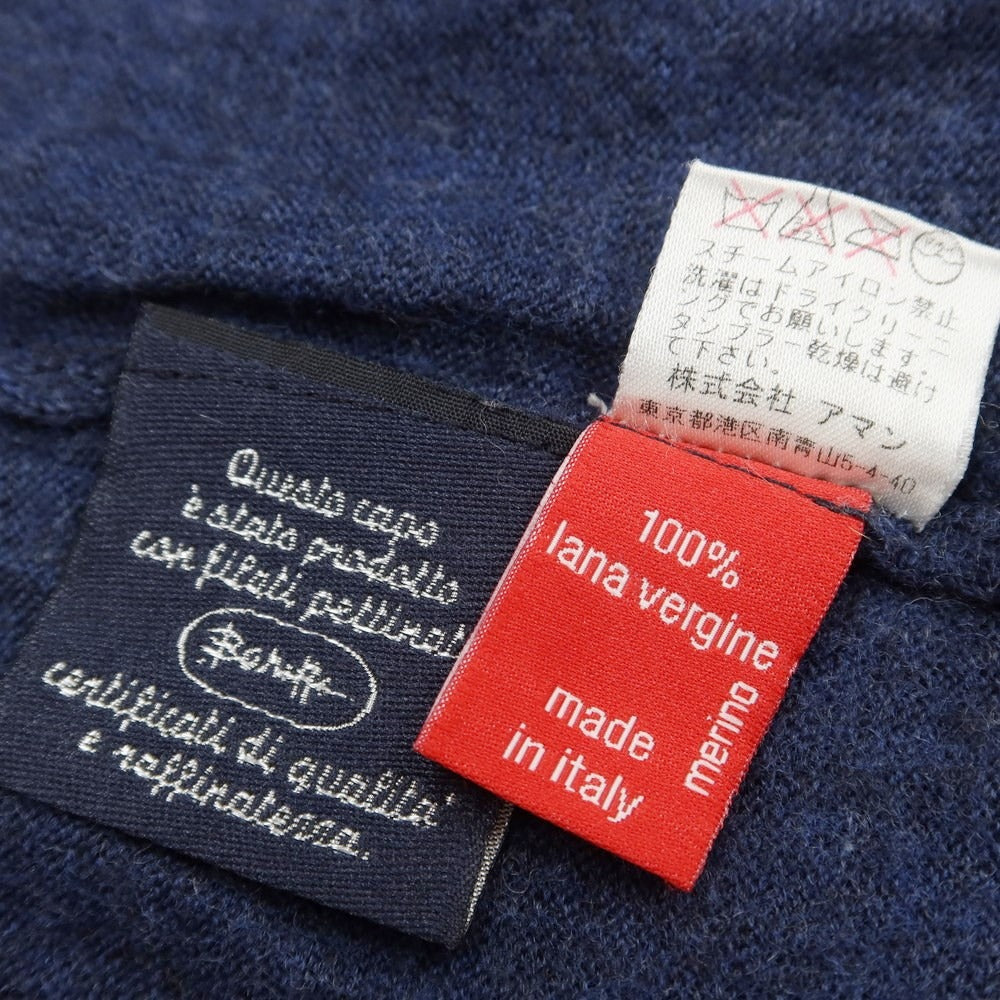 Questo capo
è stato prodotto
con filati pettinati
certificati di qualita'
e raffinatezza.
100%
lana vergine
merino
made
in italy
スチームアイロン禁止
洗濯はドライクリーニ
ングでお願いします。
タンブラー乾燥は避け
て下さい。
株式会社 アマン
東京都港区南青山5-4-40